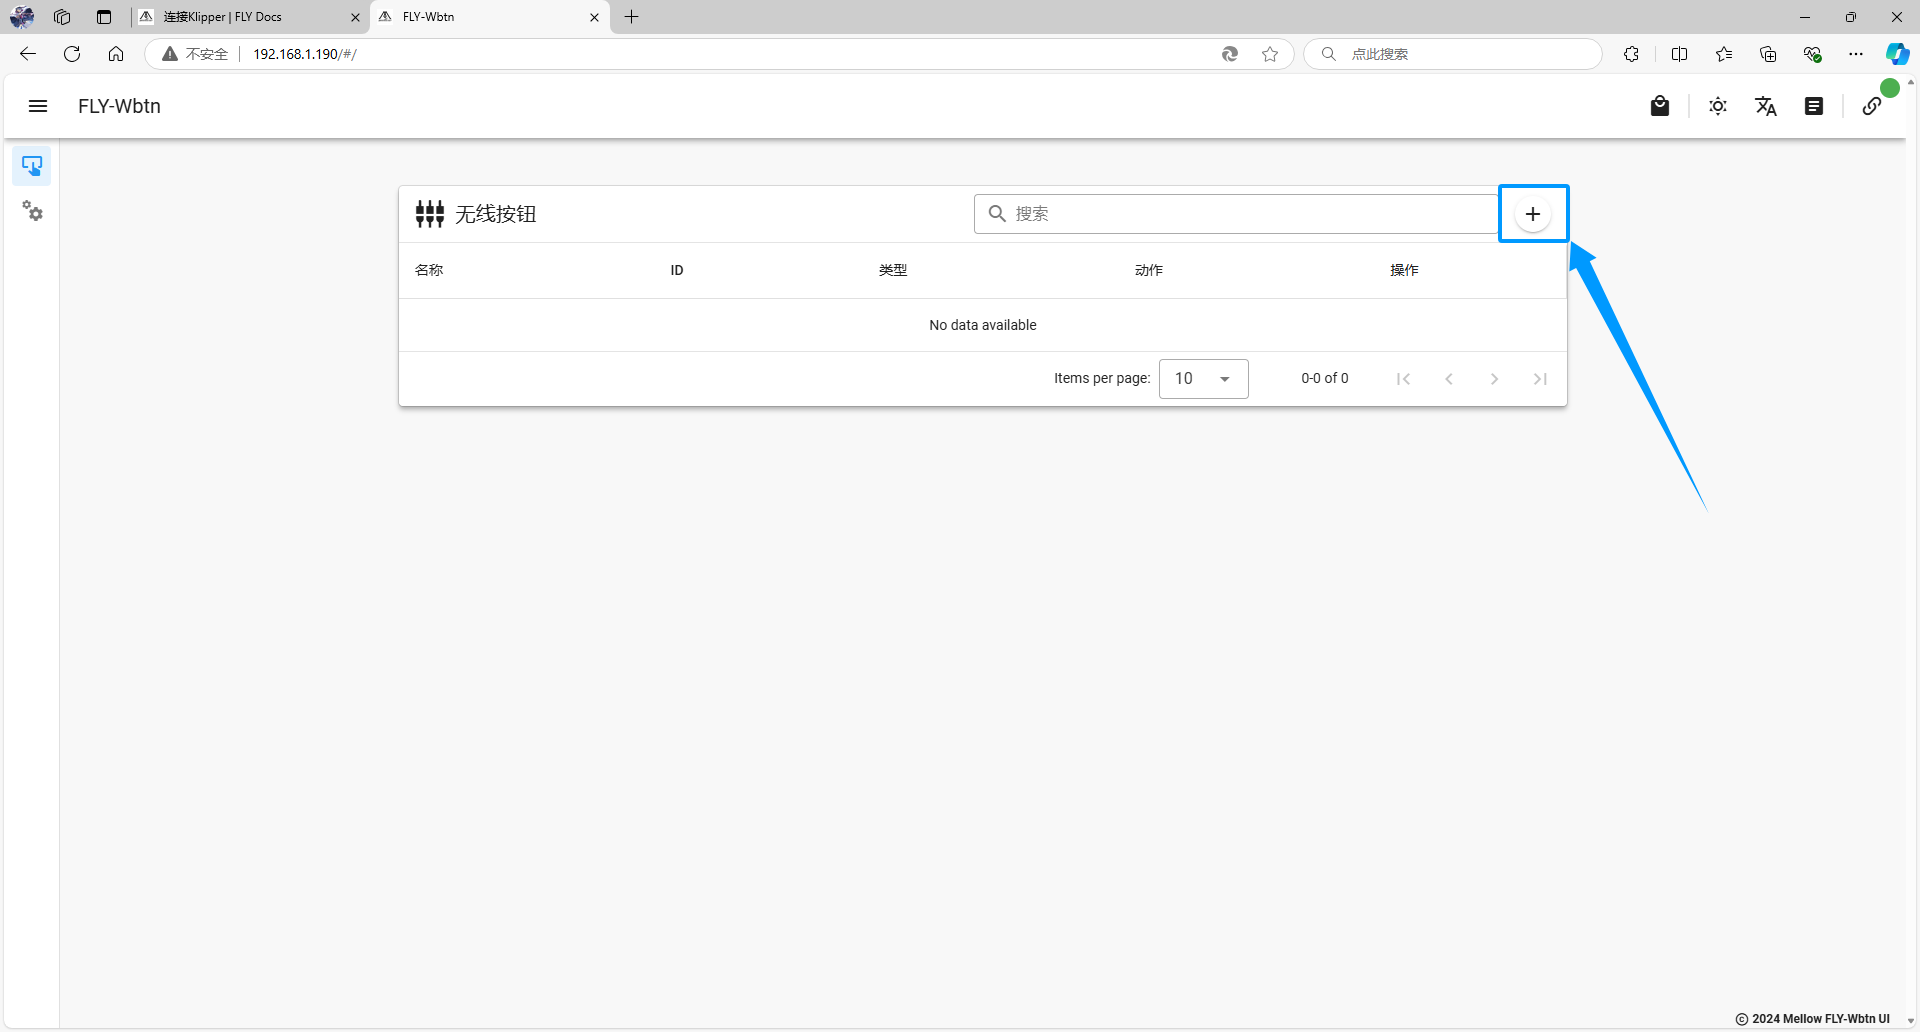 连接Klipper | FLY Docs
FLY-Wbtn
不安全
192.168.1.190/#/
点此搜索
FLY-Wbtn
无线按钮
搜索
名称 ID 类型 动作 操作
No data available
Items per page: 10 0-0 of 0
© 2024 Mellow FLY-Wbtn UI